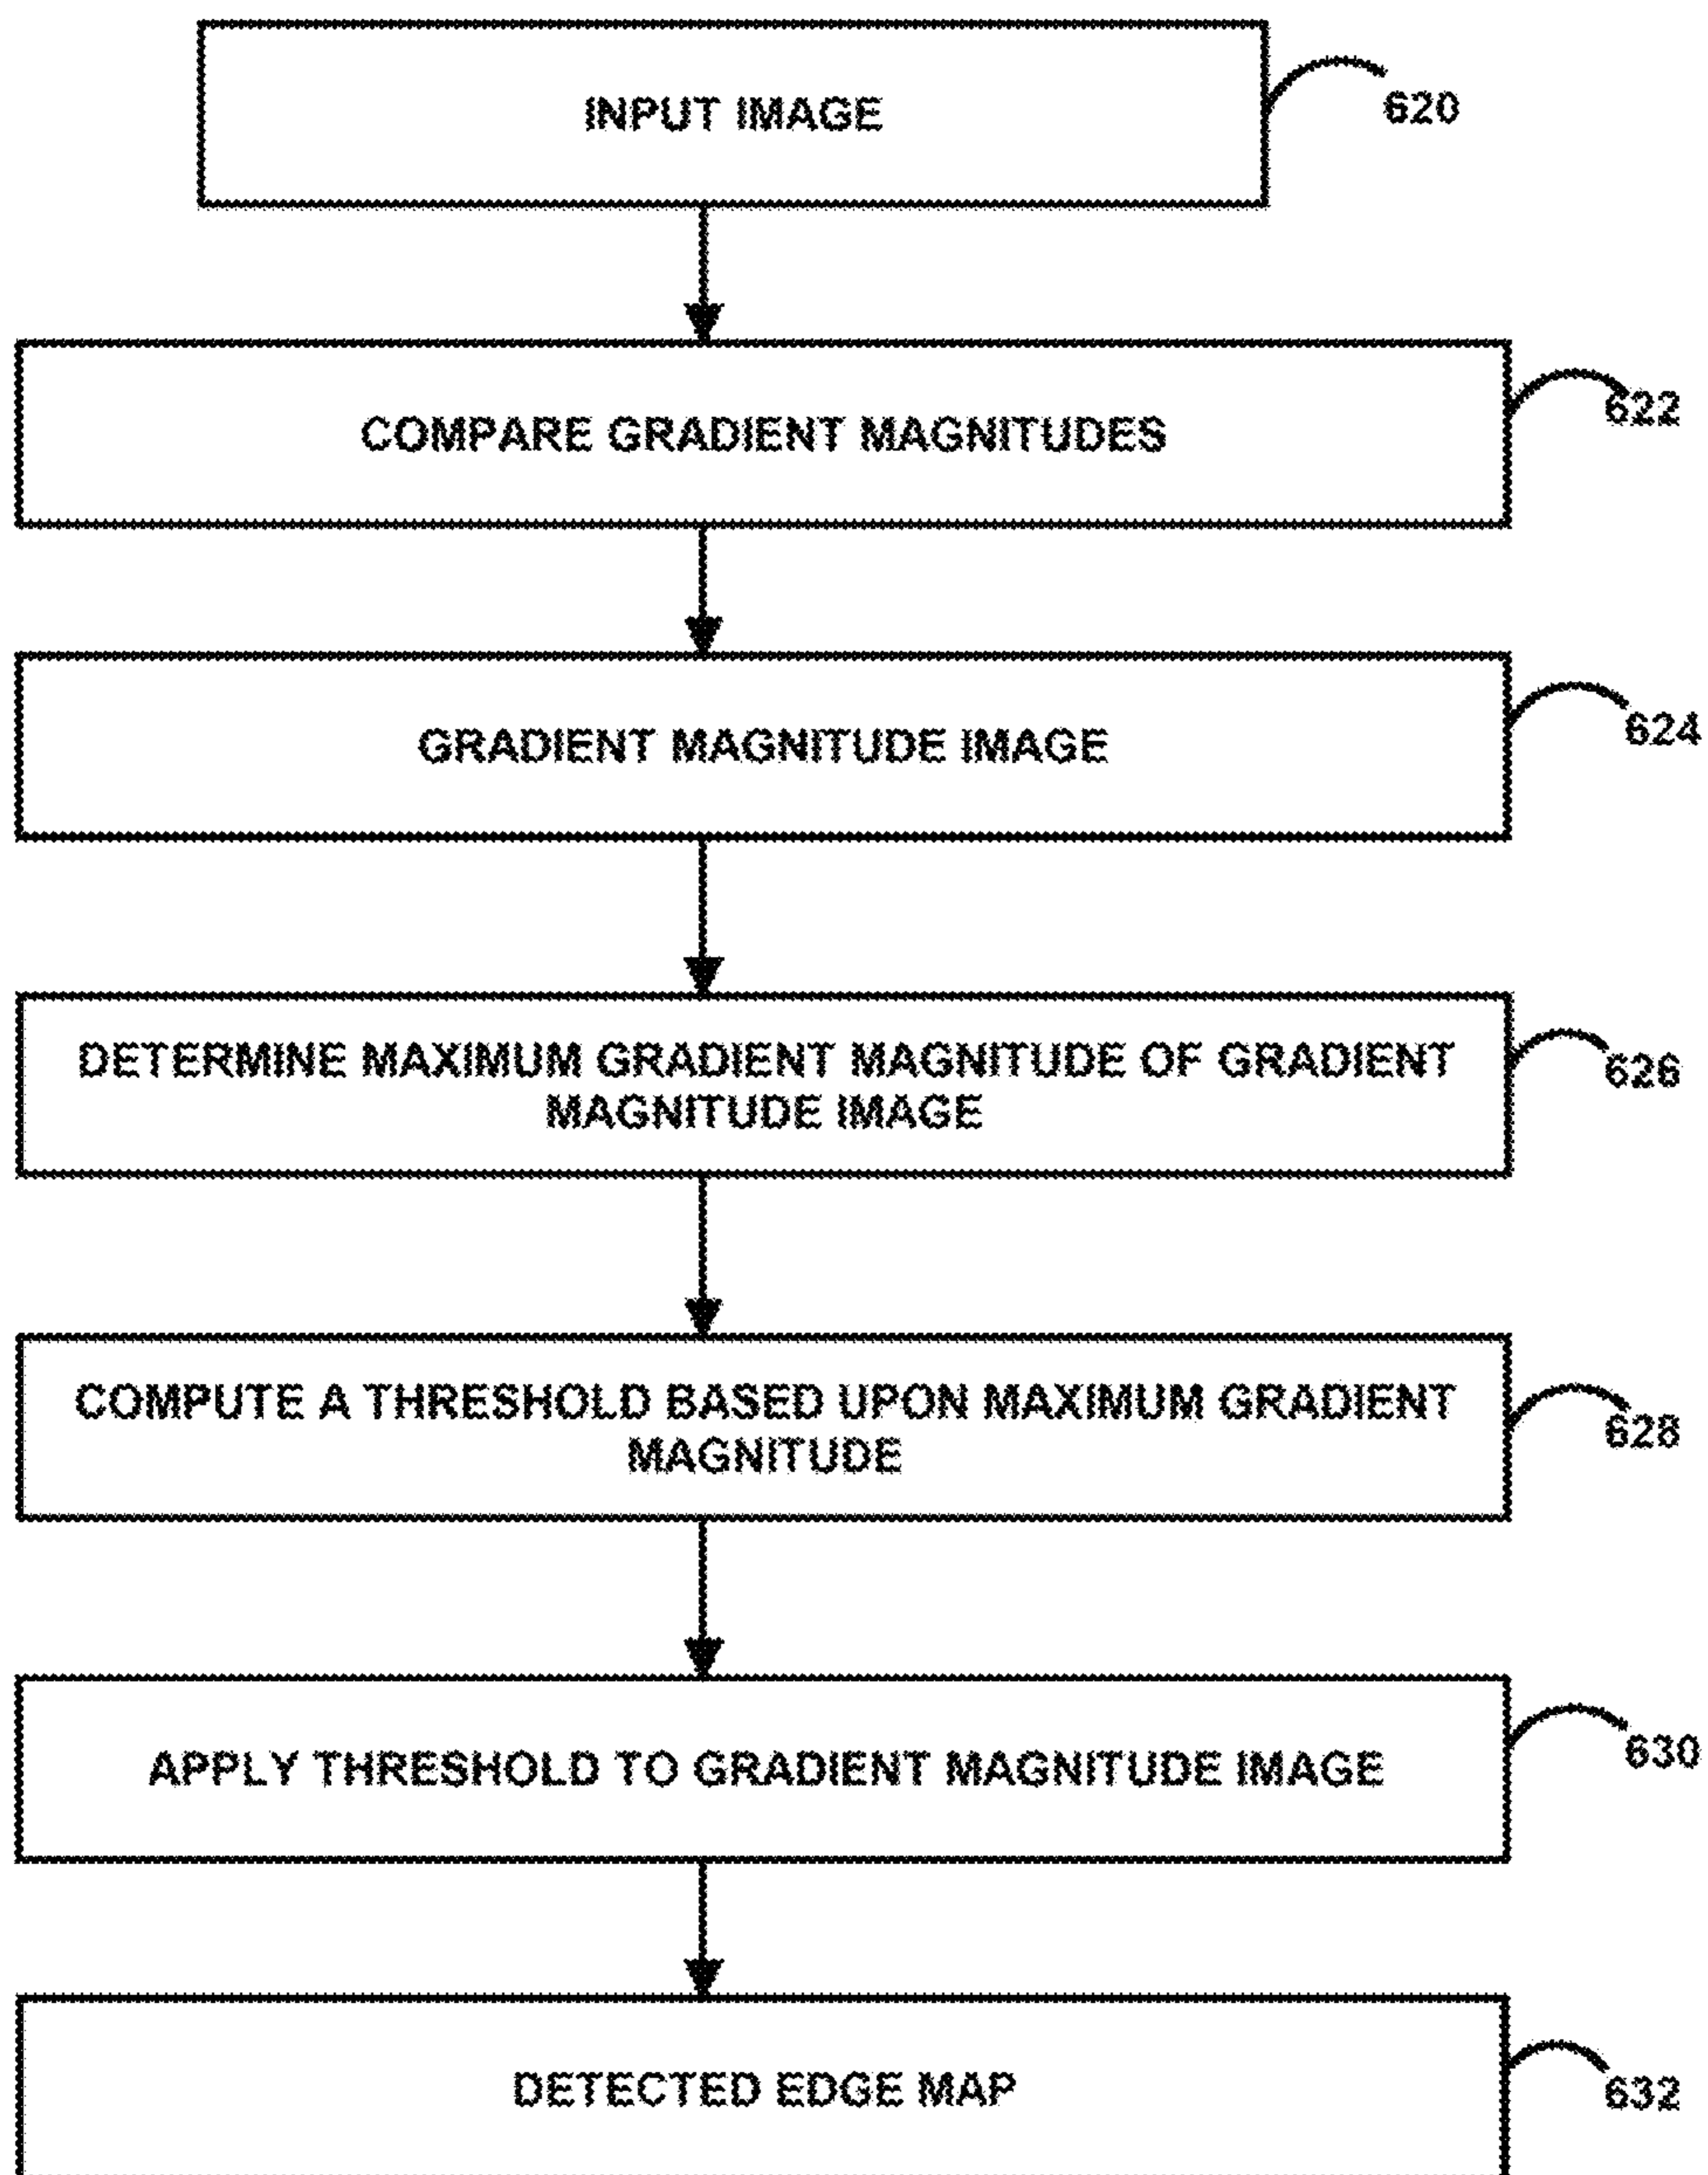 INPUT IMAGE
620
COMPARE GRADIENT MAGNITUDES
622
GRADIENT MAGNITUDE IMAGE
624
DETERMINE MAXIMUM GRADIENT MAGNITUDE OF GRADIENT
MAGNITUDE IMAGE
626
COMPUTE A THRESHOLD BASED UPON MAXIMUM GRADIENT
MAGNITUDE
628
APPLY THRESHOLD TO GRADIENT MAGNITUDE IMAGE
630
DETECTED EDGE MAP
632